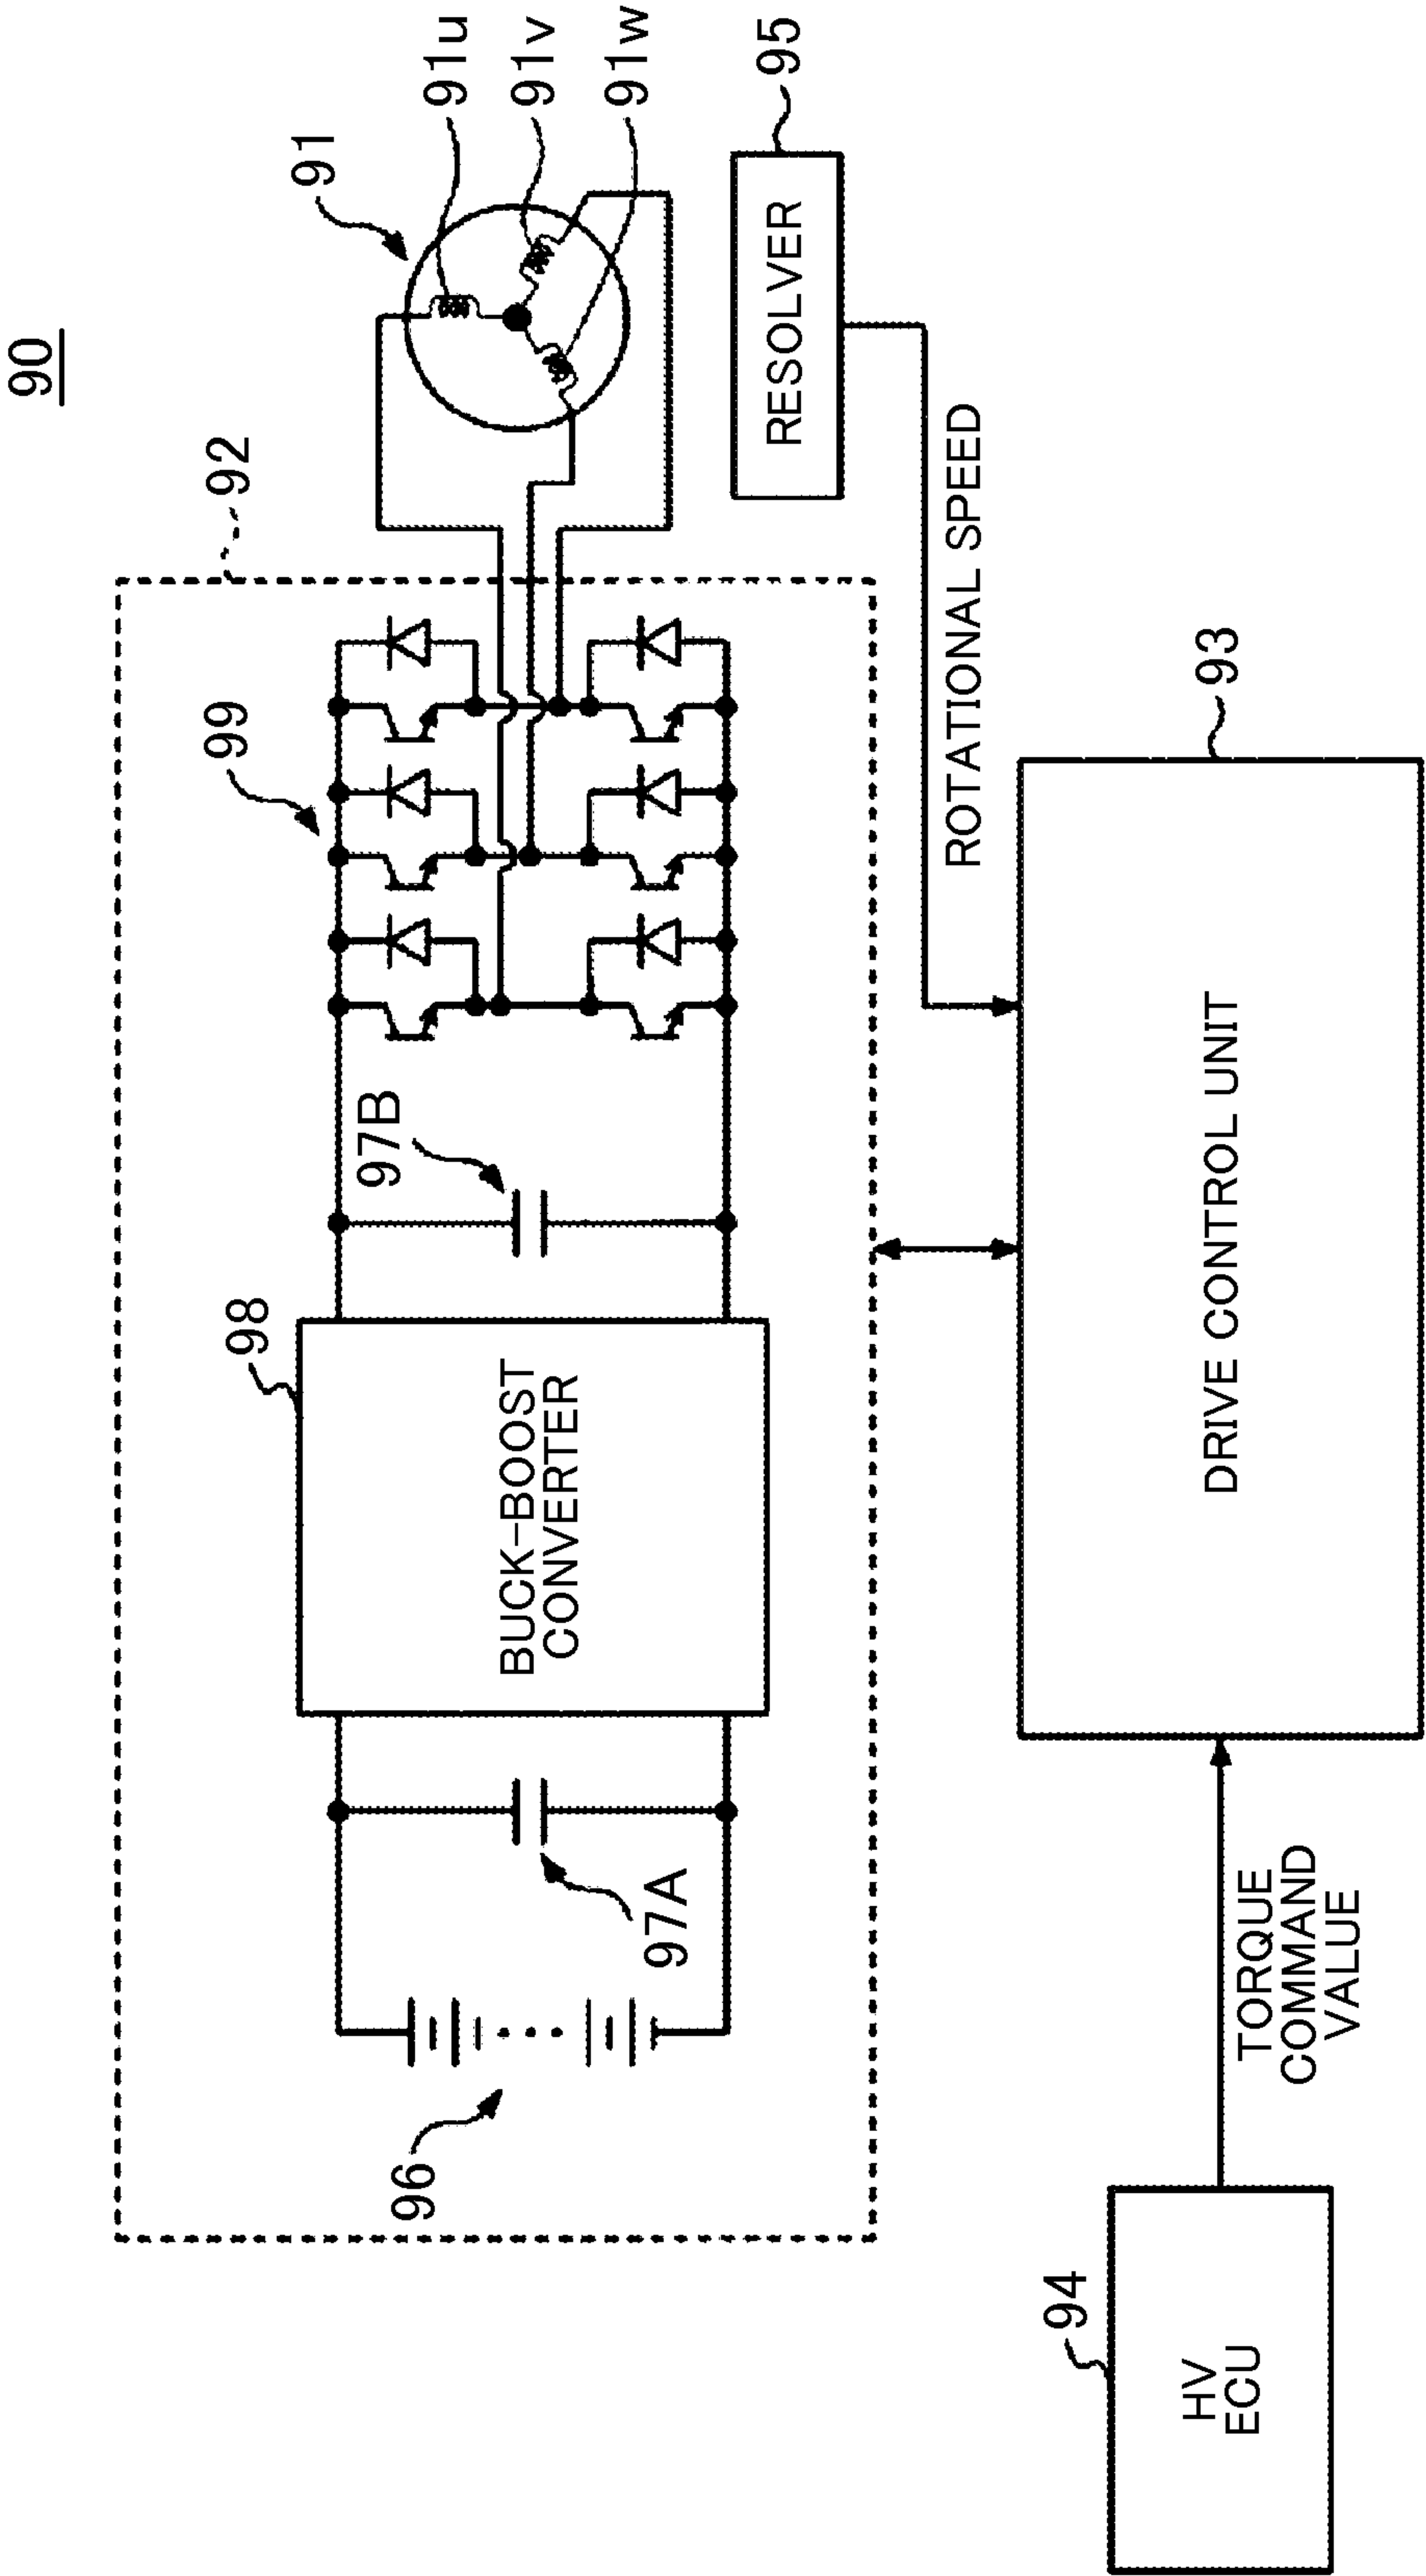 90
92
91
91u
91v
91w
99
95
RESOLVER
98
97B
BUCK-BOOST
CONVERTER
96
97A
ROTATIONAL SPEED
93
DRIVE CONTROL UNIT
94
HV
ECU
TORQUE
COMMAND
VALUE